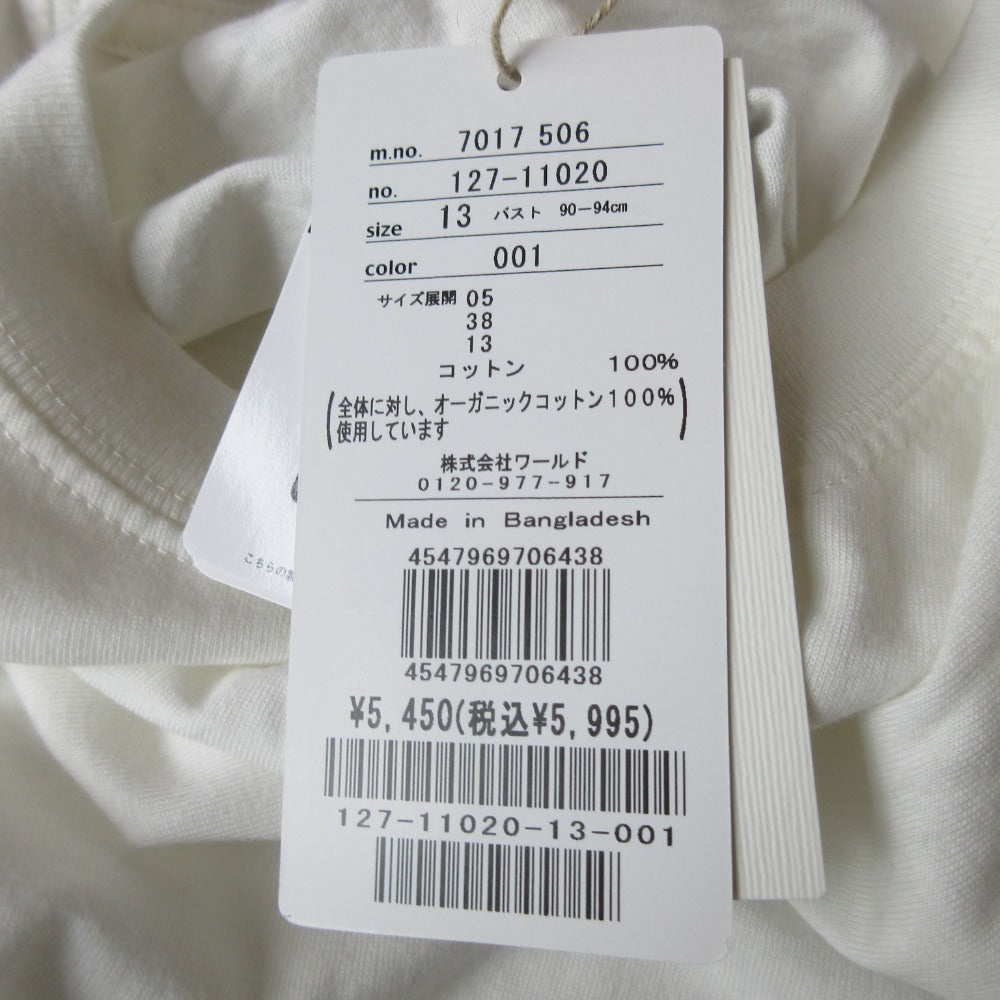 m.no. 7017 506
no. 127-11020
size 13 バスト 90-94cm
color 001
サイズ展開 05
38
13
コットン 100%
(全体に対し、オーガニックコットン100%
使用しています)
株式会社ワールド
0120-977-917
Made in Bangladesh
4547969706438
4547969706438
¥5,450(税込¥5,995)
127-11020-13-001
こちらの